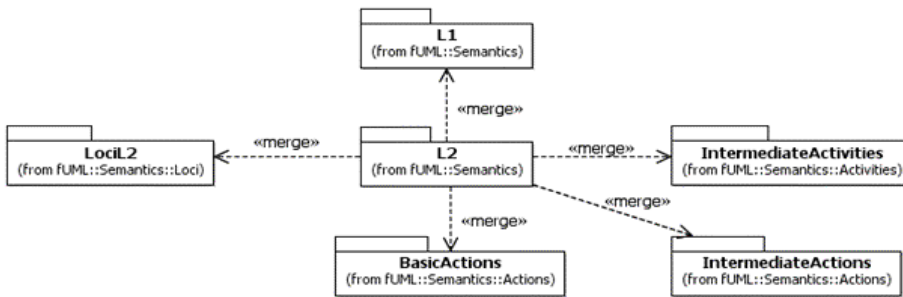 L1
(from fUML::Semantics)
«merge»
«merge»
LociL2
(from fUML::Semantics::Loci)
L2
(from fUML::Semantics)
«merge»
IntermediateActivities
(from fUML::Semantics::Activities)
«merge»
«merge»
BasicActions
(from fUML::Semantics::Actions)
IntermediateActions
(from fUML::Semantics::Actions)